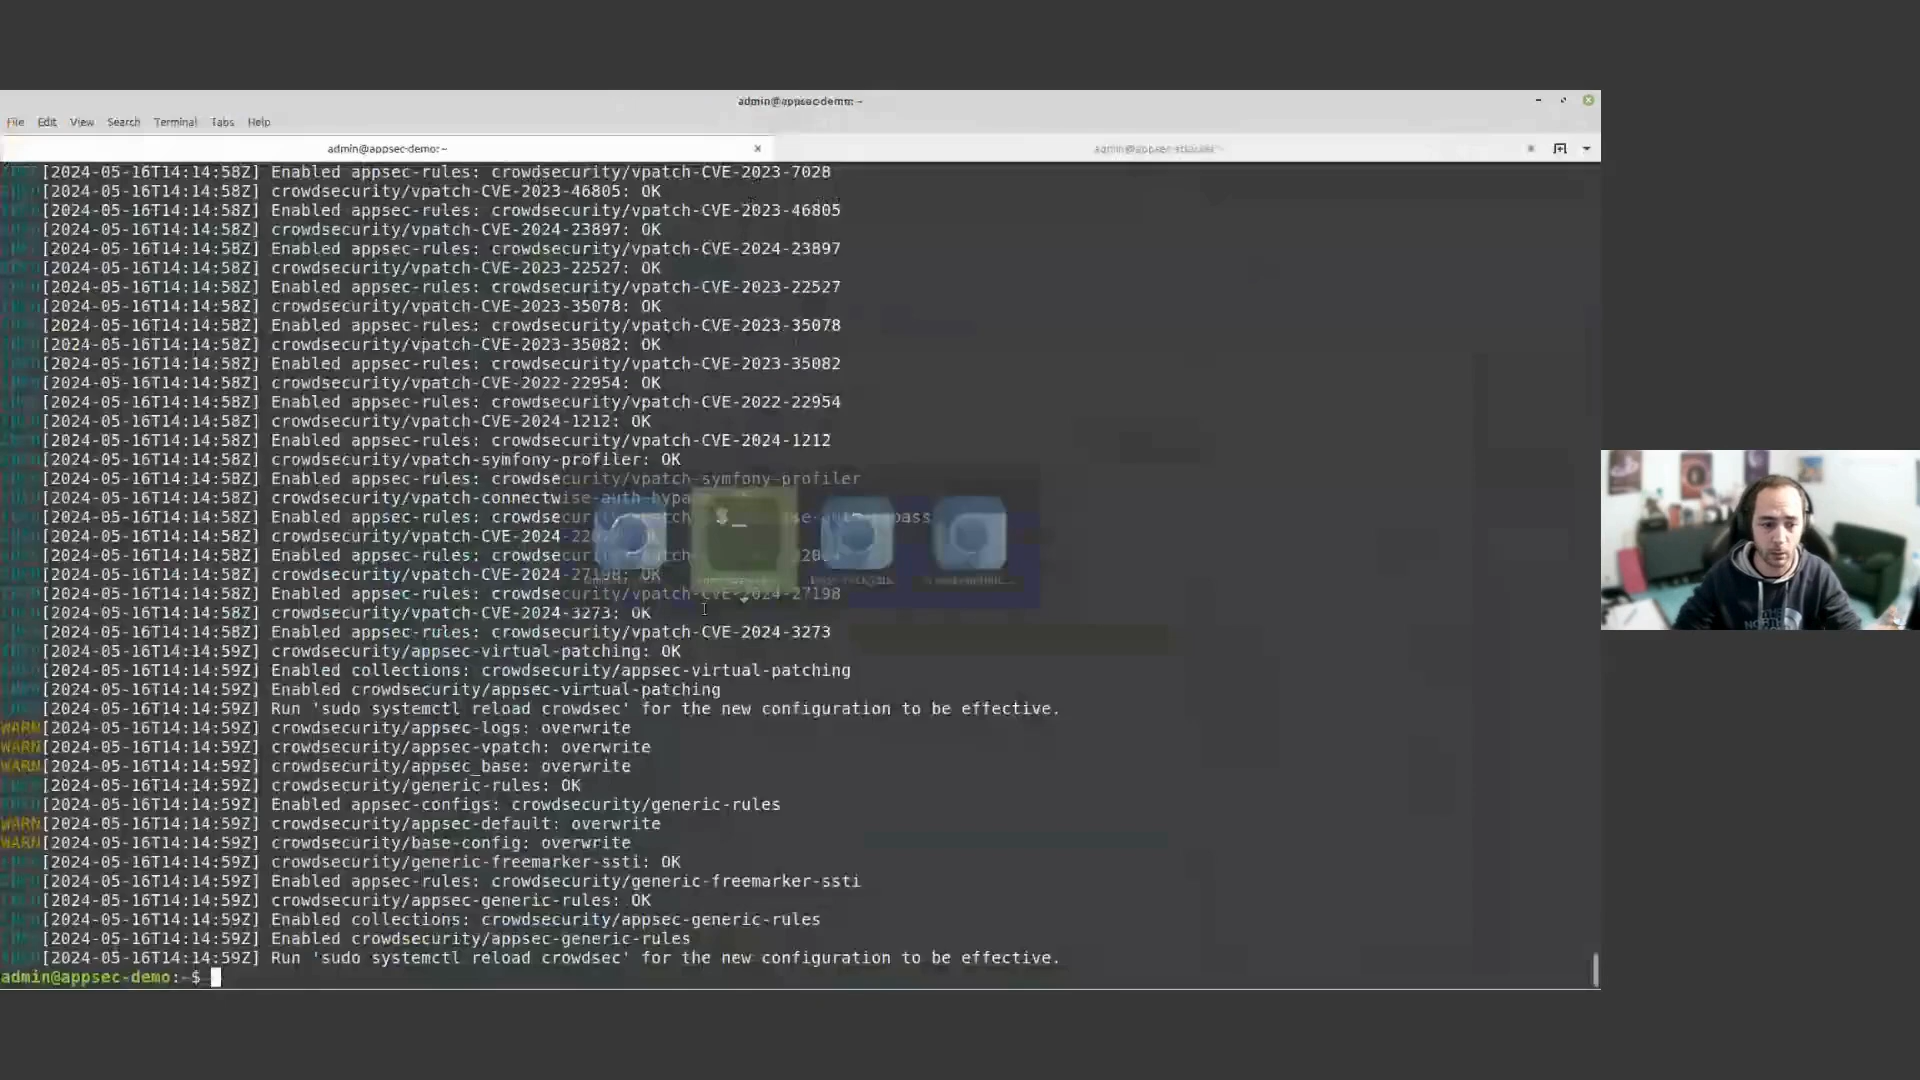 admin@appsec-demo: ~
File Edit View Search Terminal Tabs Help
admin@appsec-demo: ~ ×
[2024-05-16T14:14:58Z] Enabled appsec-rules: crowdsecurity/vpatch-CVE-2023-7028
[2024-05-16T14:14:58Z] crowdsecurity/vpatch-CVE-2023-46805: OK
[2024-05-16T14:14:58Z] Enabled appsec-rules: crowdsecurity/vpatch-CVE-2023-46805
[2024-05-16T14:14:58Z] crowdsecurity/vpatch-CVE-2024-23897: OK
[2024-05-16T14:14:58Z] Enabled appsec-rules: crowdsecurity/vpatch-CVE-2024-23897
[2024-05-16T14:14:58Z] crowdsecurity/vpatch-CVE-2023-22527: OK
[2024-05-16T14:14:58Z] Enabled appsec-rules: crowdsecurity/vpatch-CVE-2023-22527
[2024-05-16T14:14:58Z] crowdsecurity/vpatch-CVE-2023-35078: OK
[2024-05-16T14:14:58Z] Enabled appsec-rules: crowdsecurity/vpatch-CVE-2023-35078
[2024-05-16T14:14:58Z] crowdsecurity/vpatch-CVE-2023-35082: OK
[2024-05-16T14:14:58Z] Enabled appsec-rules: crowdsecurity/vpatch-CVE-2023-35082
[2024-05-16T14:14:58Z] crowdsecurity/vpatch-CVE-2022-22954: OK
[2024-05-16T14:14:58Z] Enabled appsec-rules: crowdsecurity/vpatch-CVE-2022-22954
[2024-05-16T14:14:58Z] crowdsecurity/vpatch-CVE-2024-1212: OK
[2024-05-16T14:14:58Z] Enabled appsec-rules: crowdsecurity/vpatch-CVE-2024-1212
[2024-05-16T14:14:58Z] crowdsecurity/vpatch-symfony-profiler: OK
[2024-05-16T14:14:58Z] Enabled appsec-rules: crowdsecurity/vpatch-symfony-profiler
[2024-05-16T14:14:58Z] crowdsecurity/vpatch-connectwise-auth-bypa
[2024-05-16T14:14:58Z] Enabled appsec-rules: crowdsecurity/vpatch
[2024-05-16T14:14:58Z] crowdsecurity/vpatch-CVE-2024-22
[2024-05-16T14:14:58Z] Enabled appsec-rules: crowdsecurity/vpatch
[2024-05-16T14:14:58Z] crowdsecurity/vpatch-CVE-2024-27198: OK
[2024-05-16T14:14:58Z] Enabled appsec-rules: crowdsecurity/vpatch-CVE-2024-27198
[2024-05-16T14:14:58Z] crowdsecurity/vpatch-CVE-2024-3273: OK
[2024-05-16T14:14:58Z] Enabled appsec-rules: crowdsecurity/vpatch-CVE-2024-3273
[2024-05-16T14:14:59Z] crowdsecurity/appsec-virtual-patching: OK
[2024-05-16T14:14:59Z] Enabled collections: crowdsecurity/appsec-virtual-patching
[2024-05-16T14:14:59Z] Enabled crowdsecurity/appsec-virtual-patching
[2024-05-16T14:14:59Z] Run 'sudo systemctl reload crowdsec' for the new configuration to be effective.
WARN[2024-05-16T14:14:59Z] crowdsecurity/appsec-logs: overwrite
WARN[2024-05-16T14:14:59Z] crowdsecurity/appsec-vpatch: overwrite
WARN[2024-05-16T14:14:59Z] crowdsecurity/appsec_base: overwrite
[2024-05-16T14:14:59Z] crowdsecurity/generic-rules: OK
[2024-05-16T14:14:59Z] Enabled appsec-configs: crowdsecurity/generic-rules
WARN[2024-05-16T14:14:59Z] crowdsecurity/appsec-default: overwrite
WARN[2024-05-16T14:14:59Z] crowdsecurity/base-config: overwrite
[2024-05-16T14:14:59Z] crowdsecurity/generic-freemarker-ssti: OK
[2024-05-16T14:14:59Z] Enabled appsec-rules: crowdsecurity/generic-freemarker-ssti
[2024-05-16T14:14:59Z] crowdsecurity/appsec-generic-rules: OK
[2024-05-16T14:14:59Z] Enabled collections: crowdsecurity/appsec-generic-rules
[2024-05-16T14:14:59Z] Enabled crowdsecurity/appsec-generic-rules
[2024-05-16T14:14:59Z] Run 'sudo systemctl reload crowdsec' for the new configuration to be effective.
admin@appsec-demo:~$